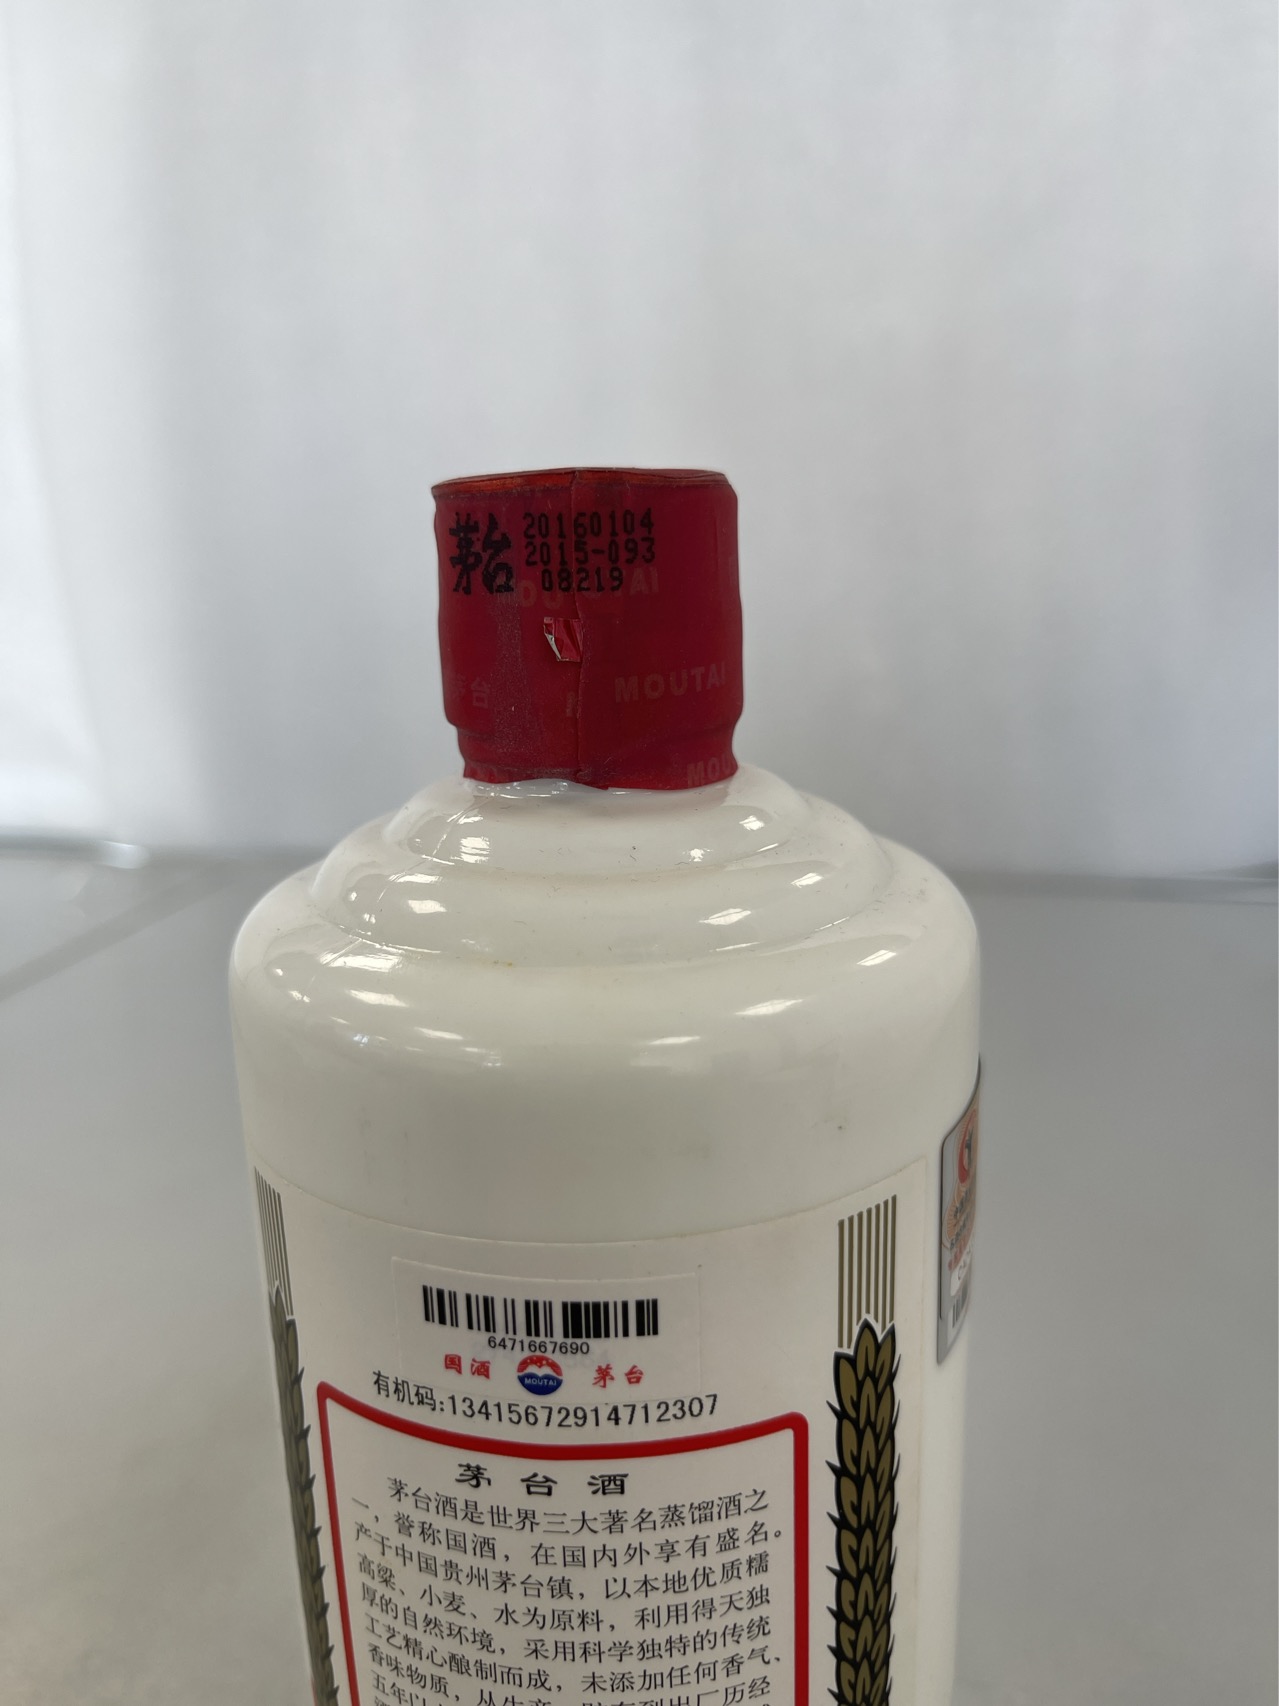 茅台 20160104
2015-093
08219
MOUTAI
茅台
MOUTAI
MOU
6471667690
国酒 MOUTAI 茅台
有机码:13415672914712307
茅台酒
茅台酒是世界三大著名蒸馏酒之
一，誉称国酒，在国内外享有盛名。
产于中国贵州茅台镇，以本地优质糯
高粱、小麦、水为原料，利用得天独
厚的自然环境，采用科学独特的传统
工艺精心酿制而成，未添加任何香气、
香味物质，从生产、贮存到出厂历经
五年以